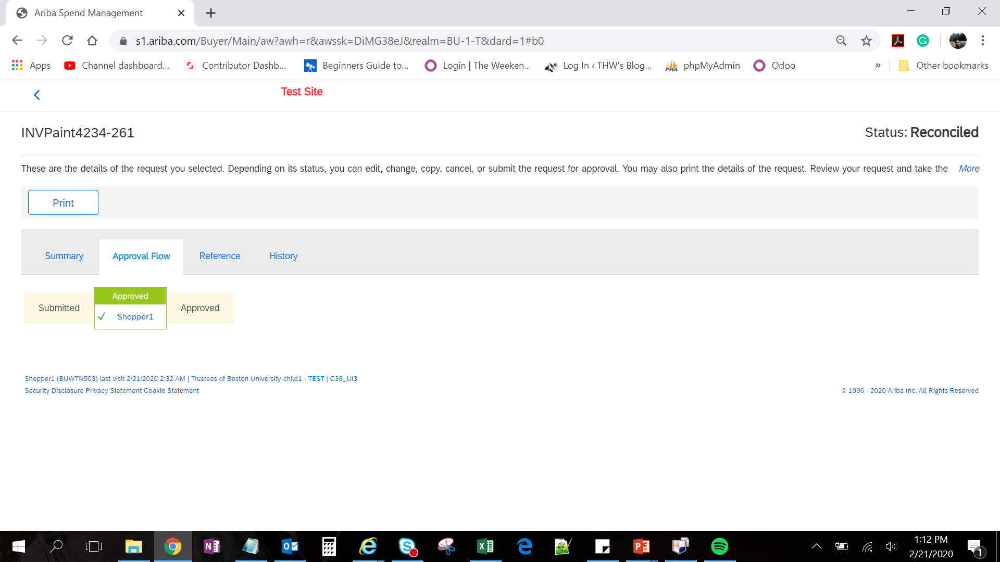 Ariba Spend Management
s1.ariba.com/Buyer/Main/aw?awh=r&awssk=DiMG38eJ&realm=BU-1-T&dard=1#b0
Apps Channel dashboard... Contributor Dashb... Beginners Guide to... Login | The Weeken... Log In ‹ THW's Blog... PMA phpMyAdmin Odoo » Other bookmarks
Test Site
INVPaint4234-261 Status: Reconciled
These are the details of the request you selected. Depending on its status, you can edit, change, copy, cancel, or submit the request for approval. You may also print the details of the request. Review your request and take the More
Print
Summary Approval Flow Reference History
Approved
Submitted Shopper1 Approved
Shopper1 (BUWTN503) last visit 2/21/2020 2:32 AM | Trustees of Boston University-child1 - TEST | C38_UI3
Security Disclosure Privacy Statement Cookie Statement © 1996 - 2020 Ariba Inc. All Rights Reserved
1:12 PM
2/21/2020
1